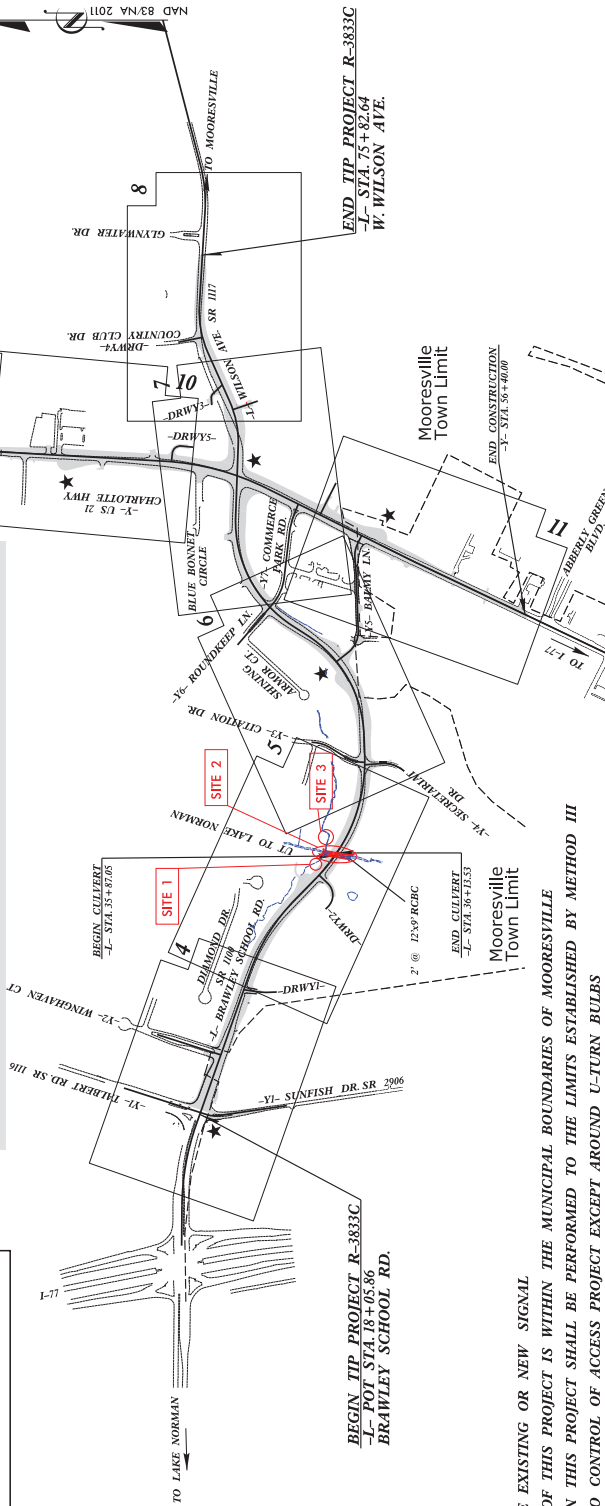 NAD 83/NA 2011
8
TO MOORESVILLE
GLYNWATER DR.
END TIP PROJECT R-3833C
-L- STA. 75+82.64
W. WILSON AVE.
-DRWY4-
COUNTRY CLUB DR.
SR 1117
-L- WILSON AVE.
7
10
-DRWY3-
-DRWY5-
-Y- US 21
CHARLOTTE HWY
Mooresville
Town Limit
END CONSTRUCTION
-Y- STA. 56+40.00
11
ABBERLY GREEN
BLVD.
TO I-77
BLUE BONNET
CIRCLE
-Y7- COMMERCE
PARK RD.
-Y5- BALMY LN.
6
-Y6- ROUNDKEEP LN.
SHINING
ARMOR CT.
-Y3- CITATION DR.
5
-Y4- SECRETARIAT
DR.
SITE 2
SITE 3
UT TO LAKE NORMAN
BEGIN CULVERT
-L- STA. 35+87.05
SITE 1
END CULVERT
-L- STA. 36+13.53
2' @ 12'x9' RCBC
Mooresville
Town Limit
-DRWY2-
4
DIAMOND DR.
SR 1100
-L- BRAWLEY SCHOOL RD.
-DRWY1-
-Y2- WINGHAVEN CT
-Y1- TALBERT RD. SR 1116
-Y1- SUNFISH DR. SR 2906
BEGIN TIP PROJECT R-3833C
-L- POT STA. 18+05.86
BRAWLEY SCHOOL RD.
I-77
TO LAKE NORMAN
EXISTING OR NEW SIGNAL
OF THIS PROJECT IS WITHIN THE MUNICIPAL BOUNDARIES OF MOORESVILLE
THIS PROJECT SHALL BE PERFORMED TO THE LIMITS ESTABLISHED BY METHOD III
CONTROL OF ACCESS PROJECT EXCEPT AROUND U-TURN BULBS